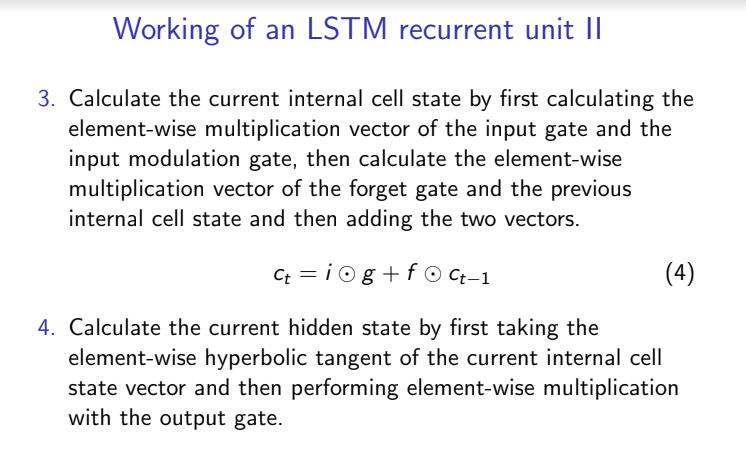 Working of an LSTM recurrent unit II
3. Calculate the current internal cell state by first calculating the
element-wise multiplication vector of the input gate and the
input modulation gate, then calculate the element-wise
multiplication vector of the forget gate and the previous
internal cell state and then adding the two vectors.
c_t = i ⊙ g + f ⊙ c_{t−1} (4)
4. Calculate the current hidden state by first taking the
element-wise hyperbolic tangent of the current internal cell
state vector and then performing element-wise multiplication
with the output gate.